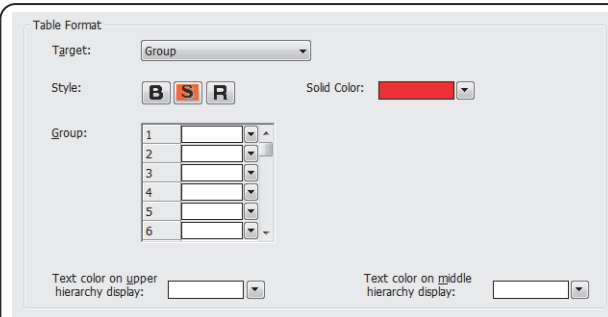 Table Format
Target: Group
Style: B S R Solid Color:
Group: 1
2
3
4
5
6
Text color on upper
hierarchy display:
Text color on middle
hierarchy display: